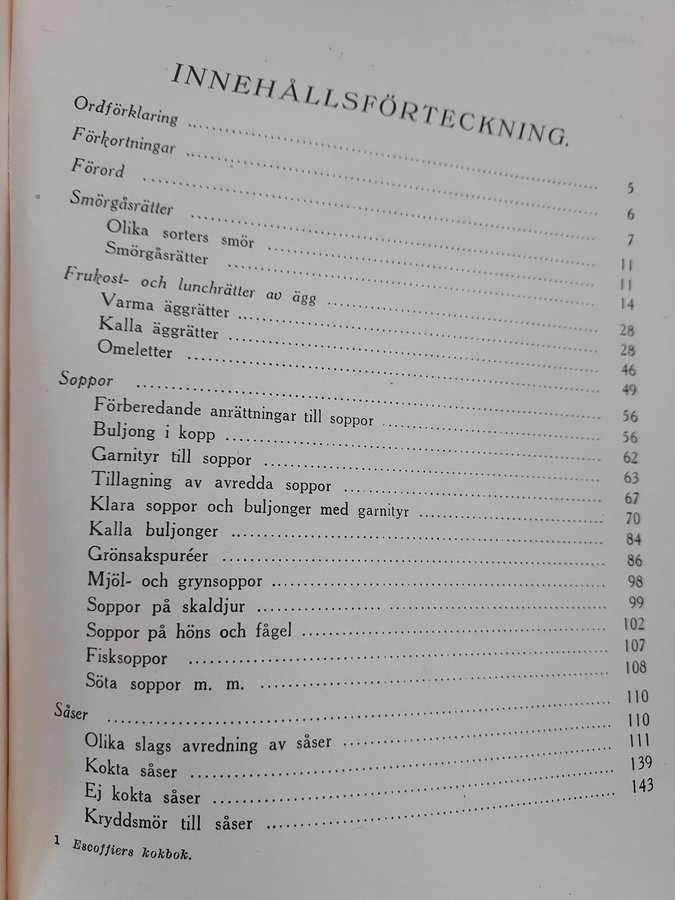 INNEHÅLLSFÖRTECKNING.
Ordförklaring ........ 5
Förkortningar ........ 6
Förord ........ 7
Smörgåsrätter ........ 11
Olika sorters smör ........ 11
Smörgåsrätter ........ 14
Frukost- och lunchrätter av ägg ........ 28
Varma äggrätter ........ 28
Kalla äggrätter ........ 46
Omeletter ........ 49
Soppor ........ 56
Förberedande anrättningar till soppor ........ 56
Buljong i kopp ........ 62
Garnityr till soppor ........ 63
Tillagning av avredda soppor ........ 67
Klara soppor och buljonger med garnityr ........ 70
Kalla buljonger ........ 84
Grönsakspuréer ........ 86
Mjöl- och grynsoppor ........ 98
Soppor på skaldjur ........ 99
Soppor på höns och fågel ........ 102
Fisksoppor ........ 107
Söta soppor m. m. ........ 108
Såser ........ 110
Olika slags avredning av såser ........ 110
Kokta såser ........ 111
Ej kokta såser ........ 139
Kryddsmör till såser ........ 143
1 Escoffiers kokbok.